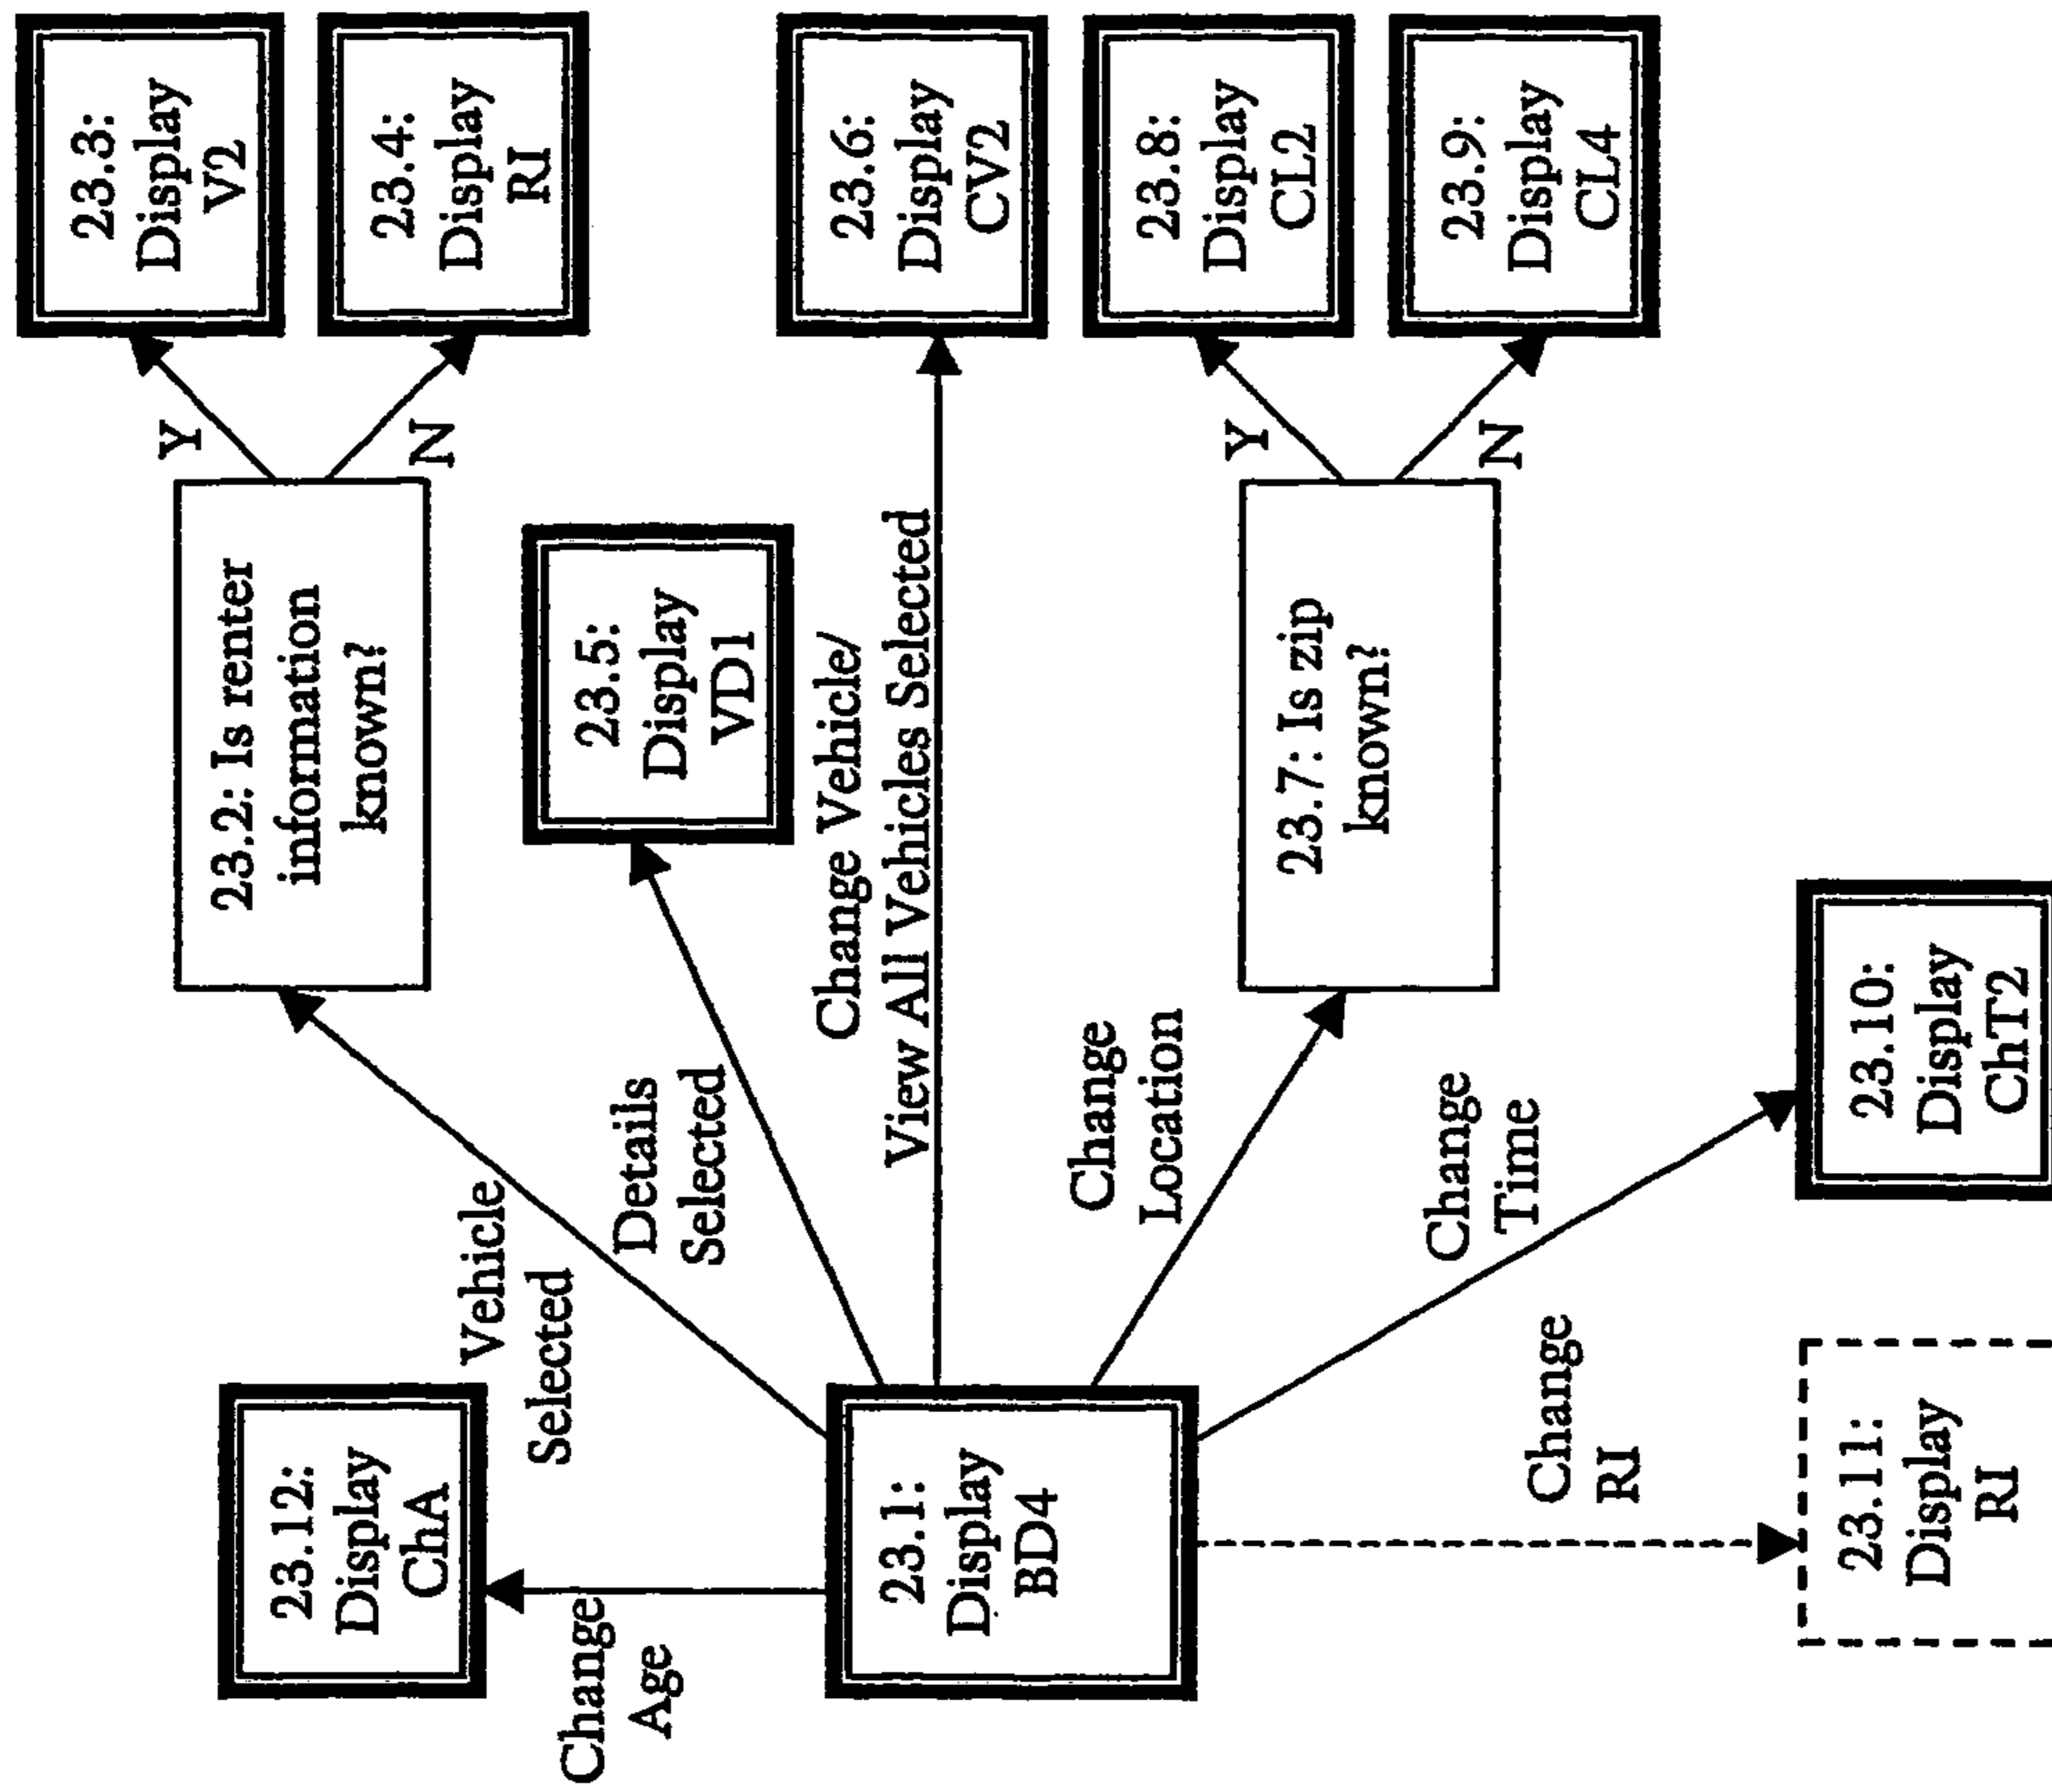 23.12:
Display
ChA
Change
Age
23.1:
Display
BD4
Change
RI
23.11:
Display
RI
Vehicle
Selected
Details
Selected
Change Vehicle/
View All Vehicles Selected
Change
Location
Change
Time
23.10:
Display
ChT2
23.2: Is renter
information
known?
23.5:
Display
VD1
23.7: Is zip
known?
Y
N
Y
N
23.3:
Display
V2
23.4:
Display
RI
23.6:
Display
CV2
23.8:
Display
CL2
23.9:
Display
CL4